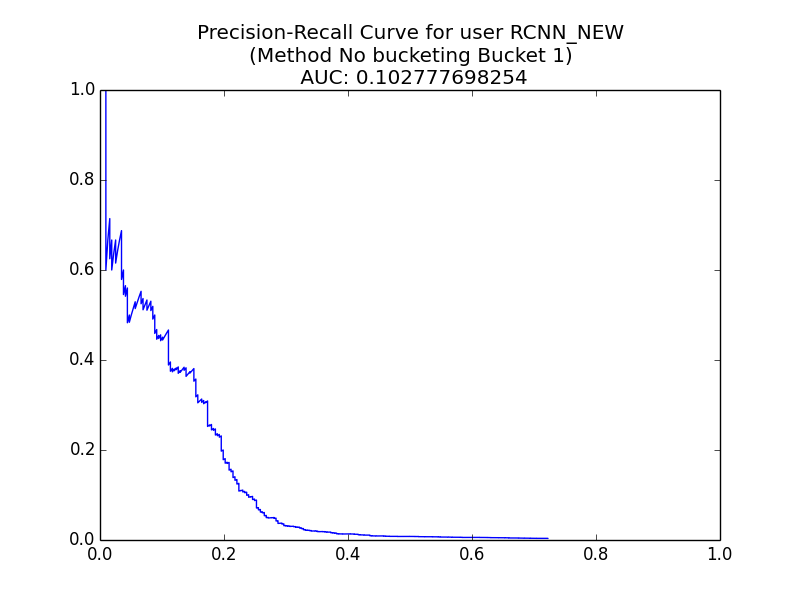 Precision-Recall Curve for user RCNN_NEW
(Method No bucketing Bucket 1)
AUC: 0.102777698254
1.0
0.8
0.6
0.4
0.2
0.0
0.0 0.2 0.4 0.6 0.8 1.0